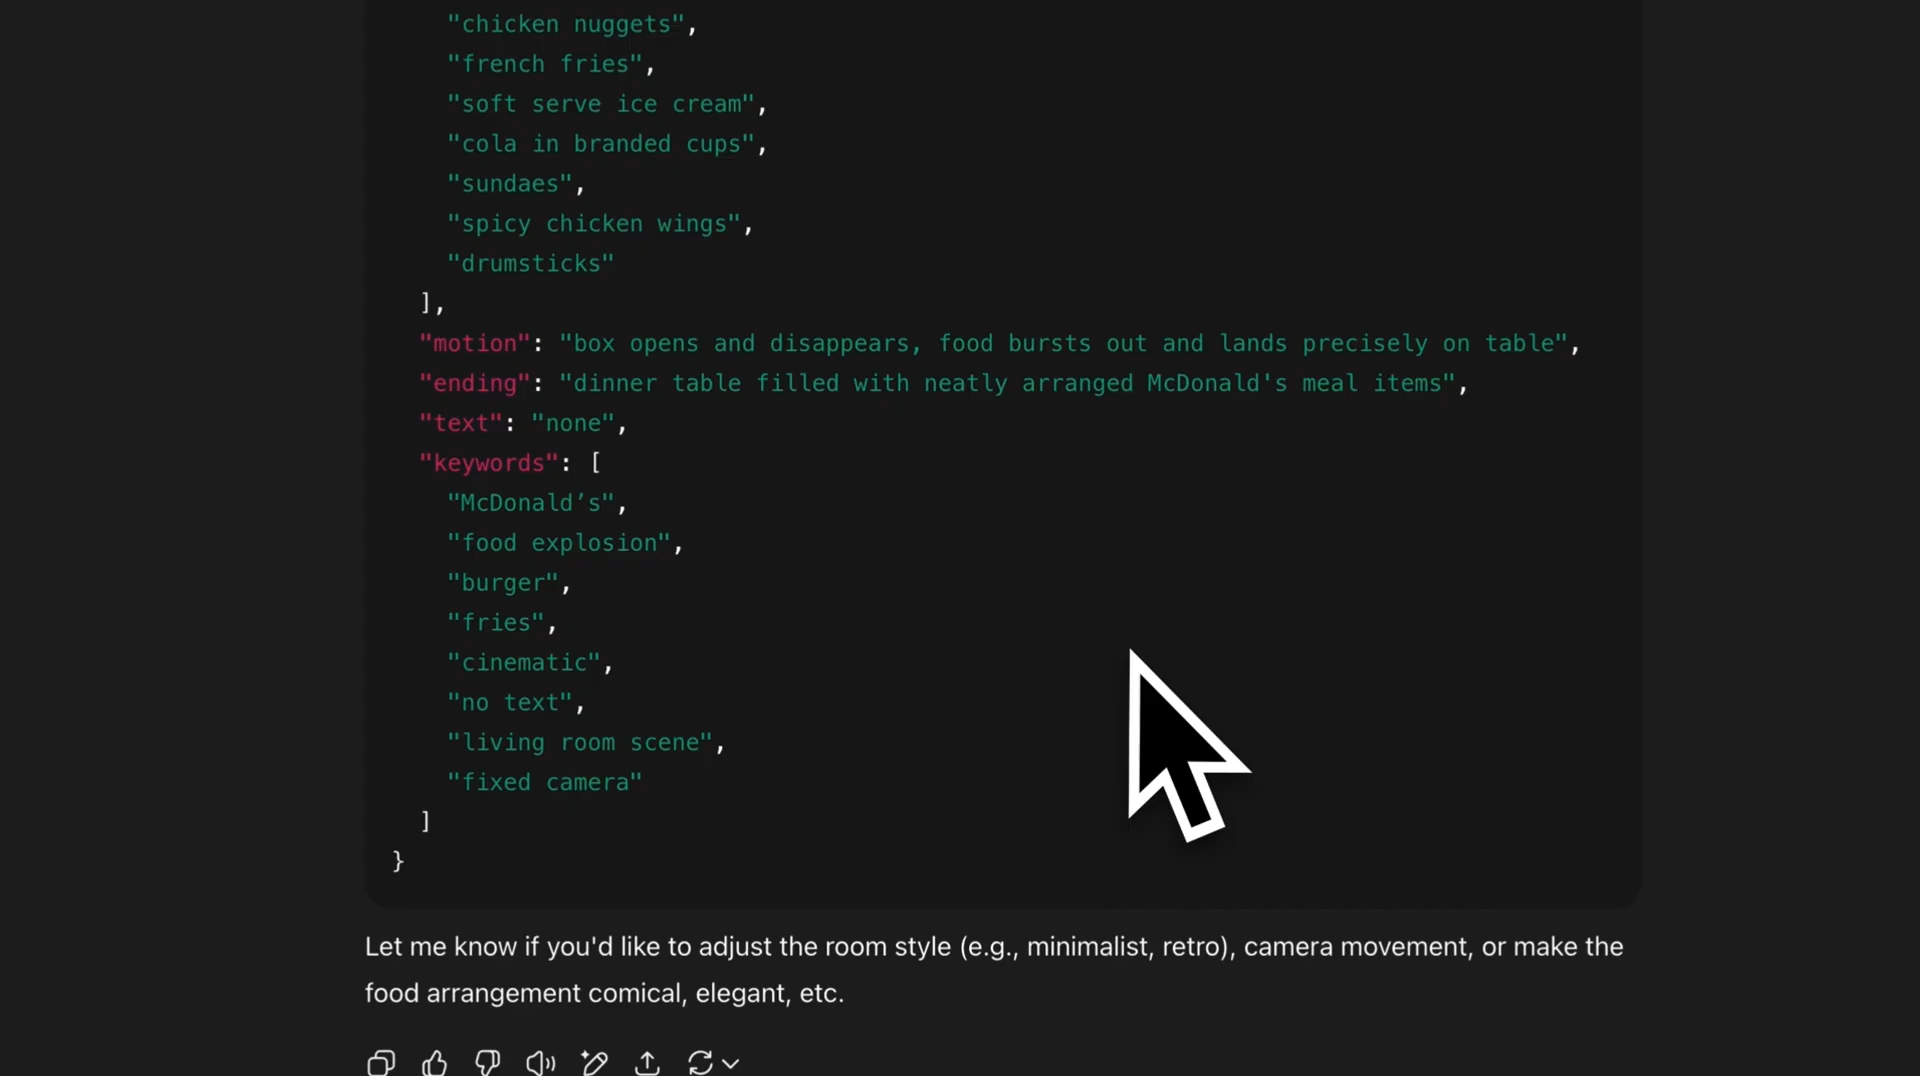 "chicken nuggets",
"french fries",
"soft serve ice cream",
"cola in branded cups",
"sundaes",
"spicy chicken wings",
"drumsticks"
],
"motion": "box opens and disappears, food bursts out and lands precisely on table",
"ending": "dinner table filled with neatly arranged McDonald's meal items",
"text": "none",
"keywords": [
"McDonald’s",
"food explosion",
"burger",
"fries",
"cinematic",
"no text",
"living room scene",
"fixed camera"
]
}
Let me know if you'd like to adjust the room style (e.g., minimalist, retro), camera movement, or make the
food arrangement comical, elegant, etc.